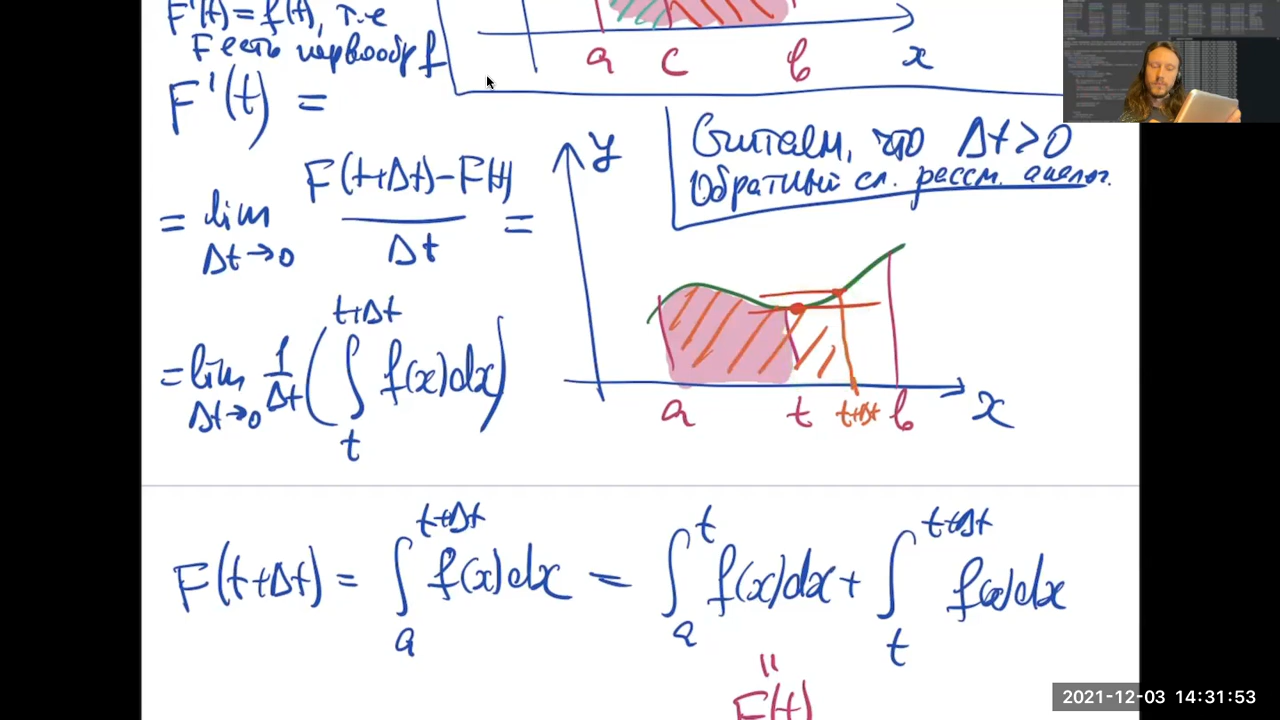 F'(t) = f(t), т.е
F есть первообр f
a c b x
F'(t) =
= lim Δt→0 F(t+Δt)-F(t) / Δt =
y
Считаем, что Δt>0
Обратный сл. рассм. аналог.
= lim Δt→0 1/Δt ( ∫ t t+Δt f(x)dx )
a t t+Δt b x
F(t+Δt) = ∫ a t+Δt f(x)dx = ∫ a t f(x)dx + ∫ t t+Δt f(x)dx
=
F(t)
2021-12-03 14:31:53